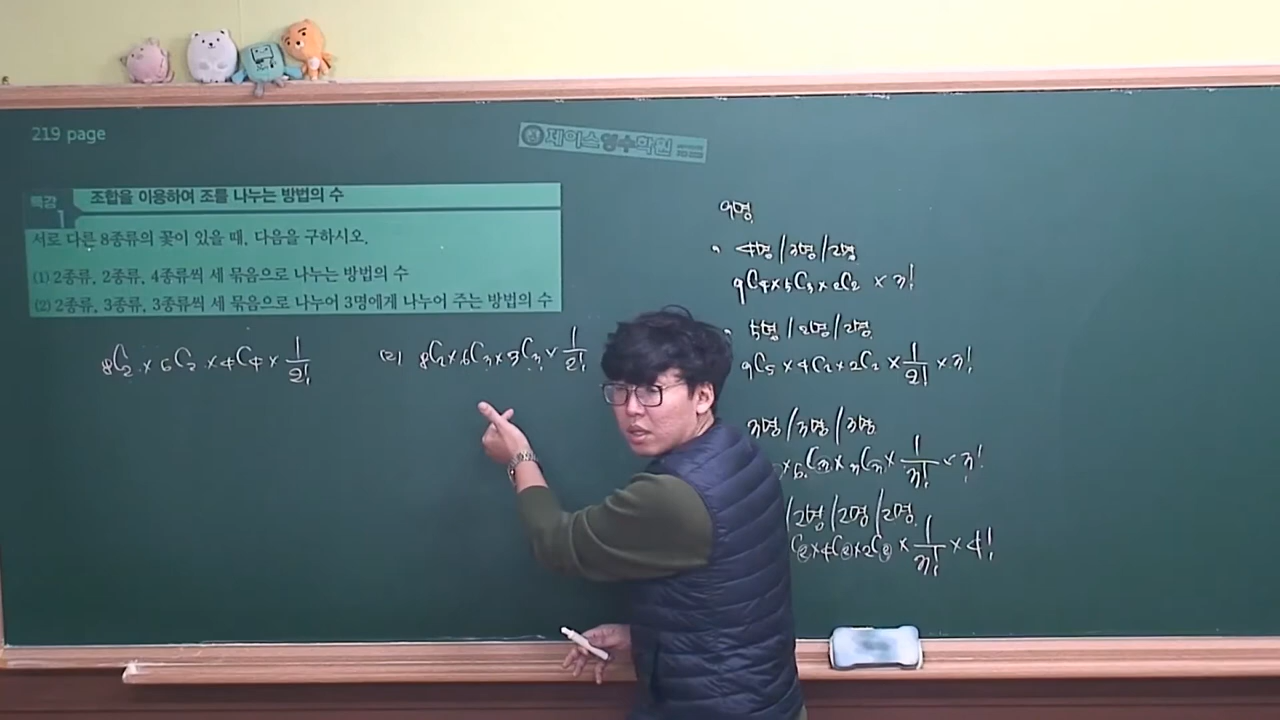 219 page
제이스영수학원
특강 1 조합을 이용하여 조를 나누는 방법의 수
서로 다른 8종류의 꽃이 있을 때, 다음을 구하시오.
(1) 2종류, 2종류, 4종류씩 세 묶음으로 나누는 방법의 수
(2) 2종류, 3종류, 3종류씩 세 묶음으로 나누어 3명에게 나누어 주는 방법의 수
8C2 × 6C2 × 4C4 × 1/2!
(2) 8C2 × 6C3 × 3C3 × 1/2!
9명
4명 / 3명 / 2명
9C4 × 5C3 × 2C2 × 3!
5명 / 2명 / 2명
9C5 × 4C2 × 2C2 × 1/2! × 3!
3명 / 3명 / 3명
× 6C3 × 3C3 × 1/3! × 3!
/ 2명 / 2명 / 2명
C2 × 4C2 × 2C2 × 1/3! × 4!